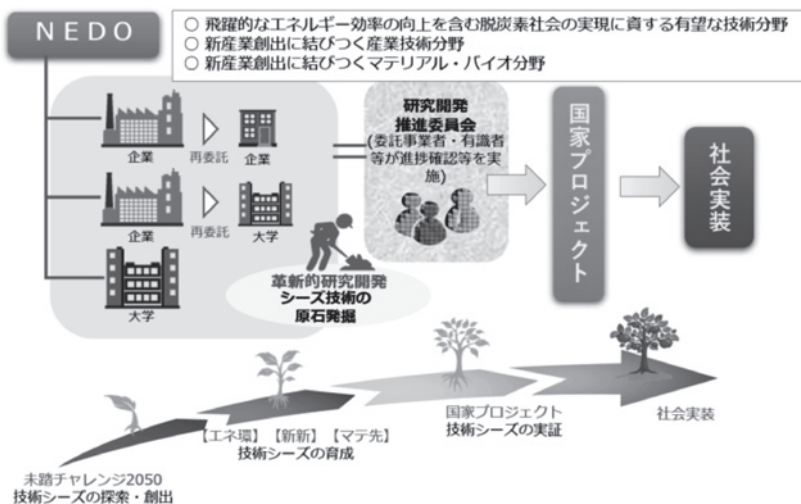 NEDO
○ 飛躍的なエネルギー効率の向上を含む脱炭素社会の実現に資する有望な技術分野
○ 新産業創出に結びつく産業技術分野
○ 新産業創出に結びつくマテリアル・バイオ分野
企業
再委託
企業
企業
再委託
大学
大学
革新的研究開発
シーズ技術の
原石発掘
研究開発
推進委員会
(委託事業者・有識者
等が進捗確認等を実
施)
国家プロジェクト
社会実装
未踏チャレンジ2050
技術シーズの探索・創出
【エネ環】【新新】【マテ先】
技術シーズの育成
国家プロジェクト
技術シーズの実証
社会実装